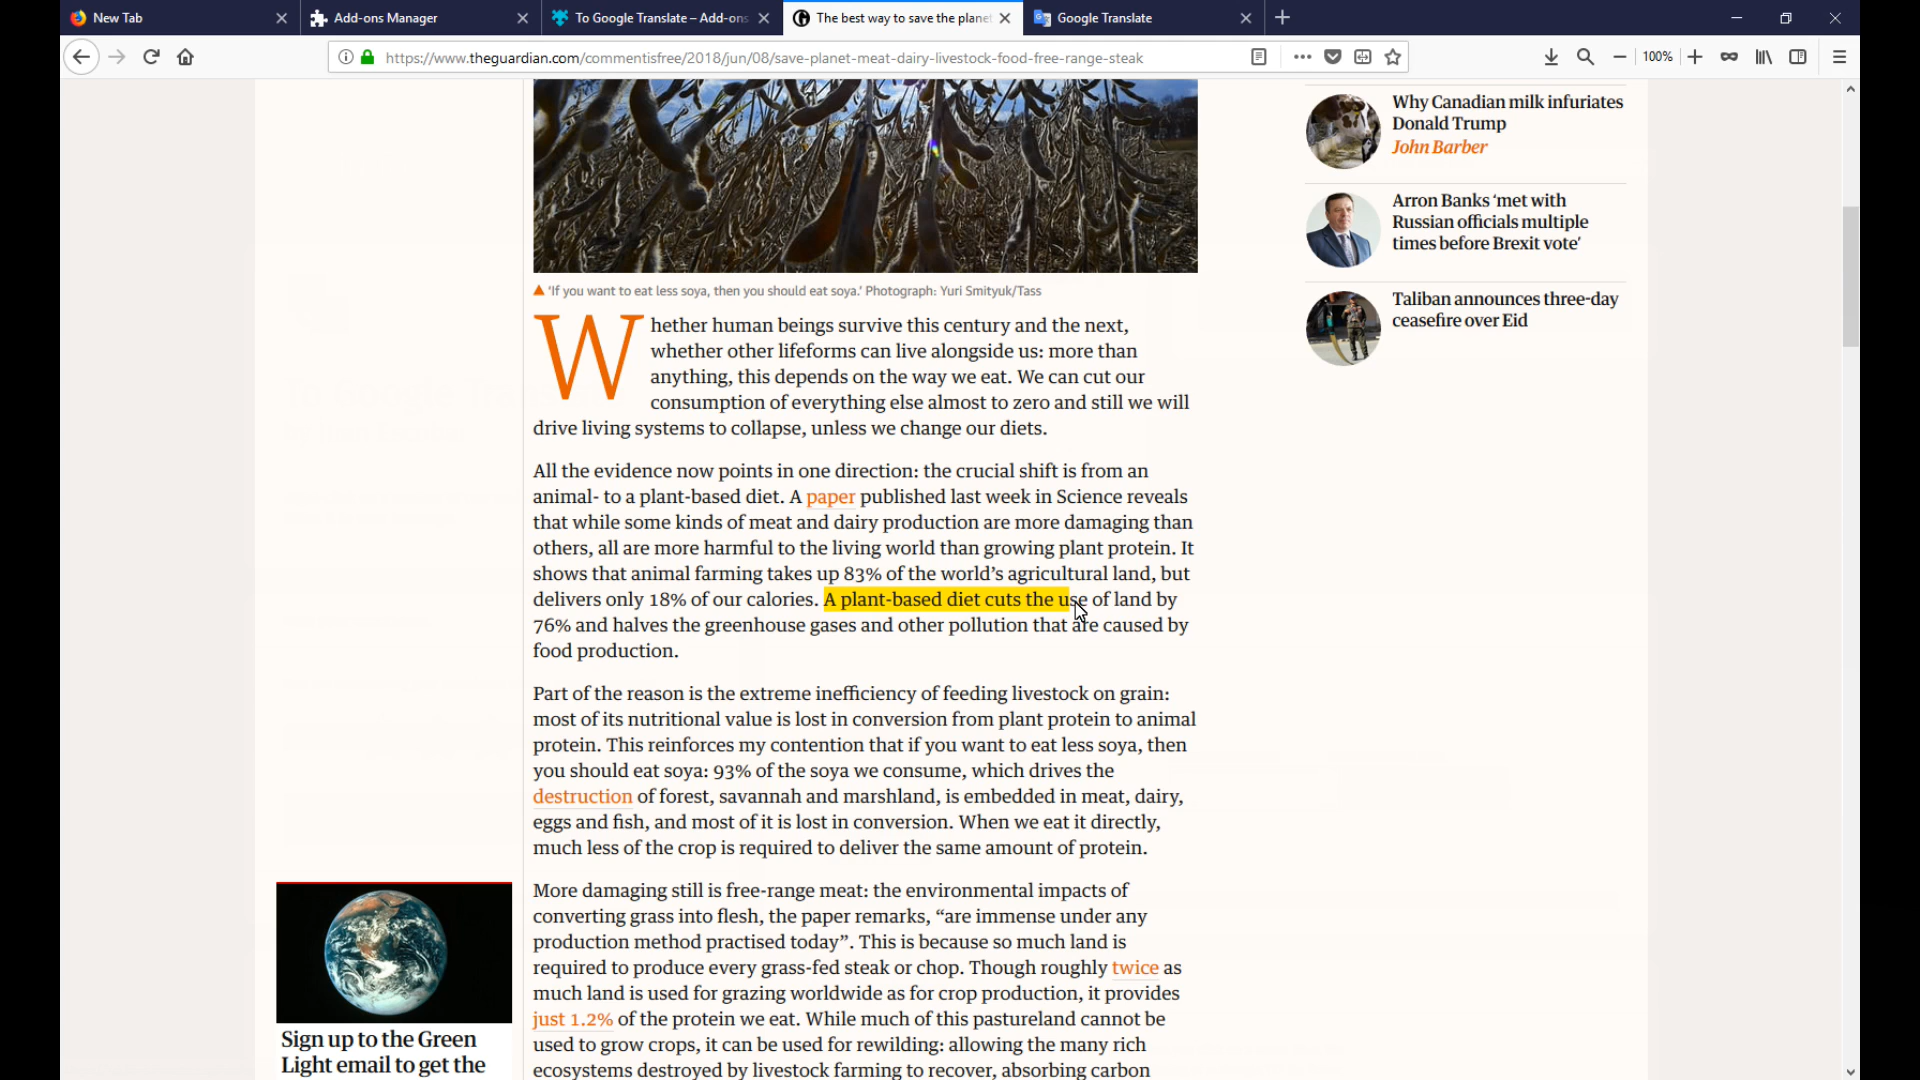 New Tab
Add-ons Manager
To Google Translate – Add-ons
The best way to save the planet
Google Translate
https://www.theguardian.com/commentisfree/2018/jun/08/save-planet-meat-dairy-livestock-food-free-range-steak
100%
Why Canadian milk infuriates
Donald Trump
John Barber
Arron Banks ‘met with
Russian officials multiple
times before Brexit vote’
Taliban announces three-day
ceasefire over Eid
‘If you want to eat less soya, then you should eat soya.’ Photograph: Yuri Smityuk/Tass
Whether human beings survive this century and the next,
whether other lifeforms can live alongside us: more than
anything, this depends on the way we eat. We can cut our
consumption of everything else almost to zero and still we will
drive living systems to collapse, unless we change our diets.
All the evidence now points in one direction: the crucial shift is from an
animal- to a plant-based diet. A paper published last week in Science reveals
that while some kinds of meat and dairy production are more damaging than
others, all are more harmful to the living world than growing plant protein. It
shows that animal farming takes up 83% of the world’s agricultural land, but
delivers only 18% of our calories. A plant-based diet cuts the use of land by
76% and halves the greenhouse gases and other pollution that are caused by
food production.
Part of the reason is the extreme inefficiency of feeding livestock on grain:
most of its nutritional value is lost in conversion from plant protein to animal
protein. This reinforces my contention that if you want to eat less soya, then
you should eat soya: 93% of the soya we consume, which drives the
destruction of forest, savannah and marshland, is embedded in meat, dairy,
eggs and fish, and most of it is lost in conversion. When we eat it directly,
much less of the crop is required to deliver the same amount of protein.
More damaging still is free-range meat: the environmental impacts of
converting grass into flesh, the paper remarks, “are immense under any
production method practised today”. This is because so much land is
required to produce every grass-fed steak or chop. Though roughly twice as
much land is used for grazing worldwide as for crop production, it provides
just 1.2% of the protein we eat. While much of this pastureland cannot be
used to grow crops, it can be used for rewilding: allowing the many rich
ecosystems destroyed by livestock farming to recover, absorbing carbon
Sign up to the Green
Light email to get the